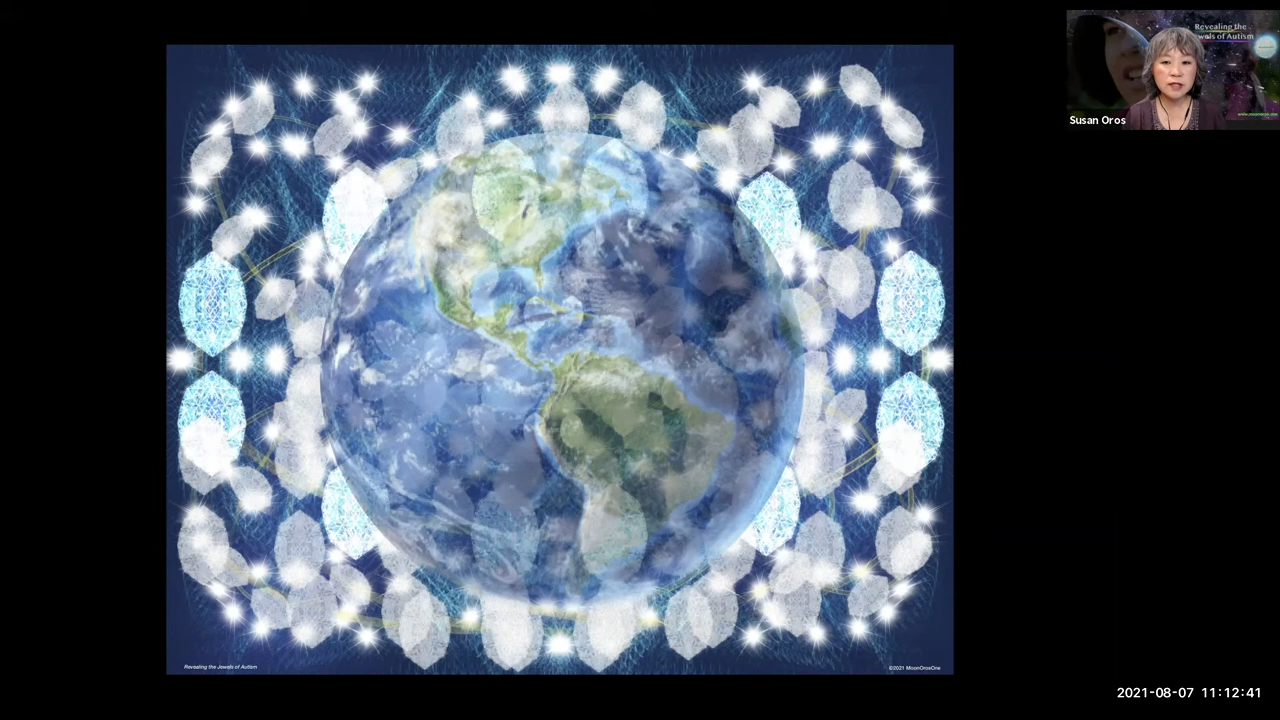 Revealing the
wels of Autism
Susan Oros
Revealing the Jewels of Autism
©2021 MoonOrosOne
2021-08-07 11:12:41